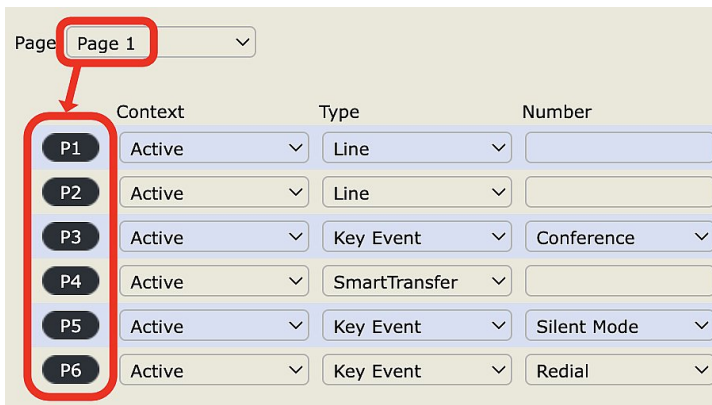 Page Page 1
Context Type Number
P1 Active Line
P2 Active Line
P3 Active Key Event Conference
P4 Active SmartTransfer
P5 Active Key Event Silent Mode
P6 Active Key Event Redial